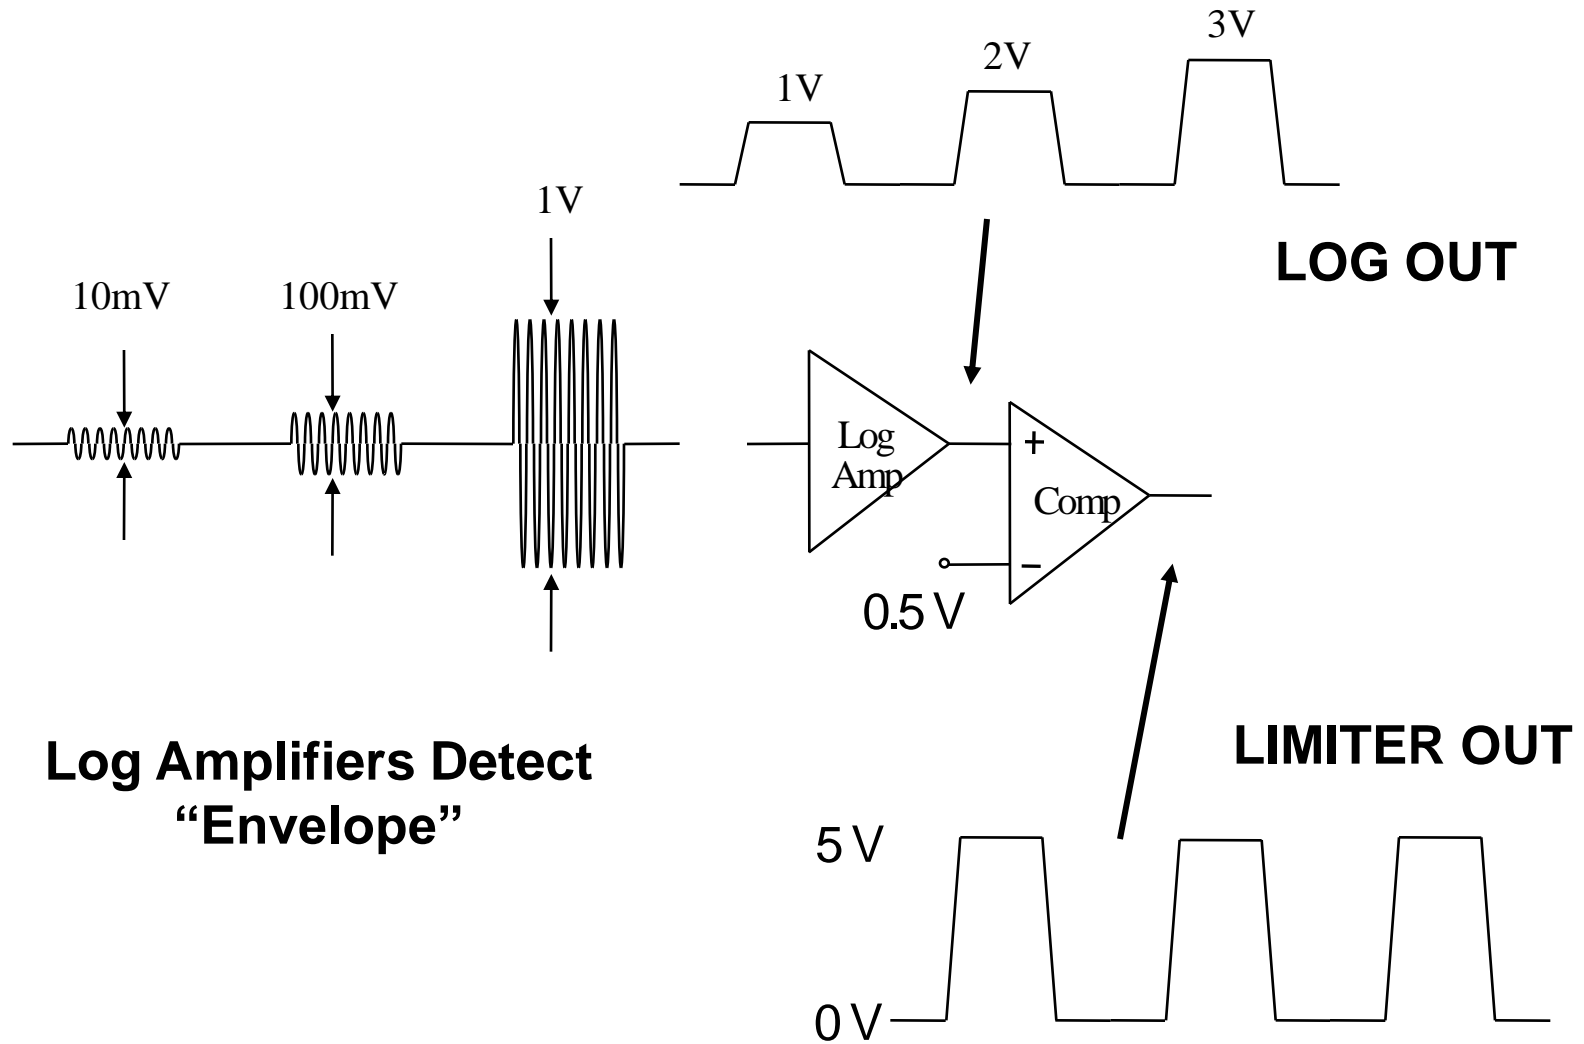 3V
2V
1V
1V
LOG OUT
10mV
100mV
Log
Amp
+
Comp
−
0.5 V
Log Amplifiers Detect
“Envelope”
LIMITER OUT
5 V
0 V